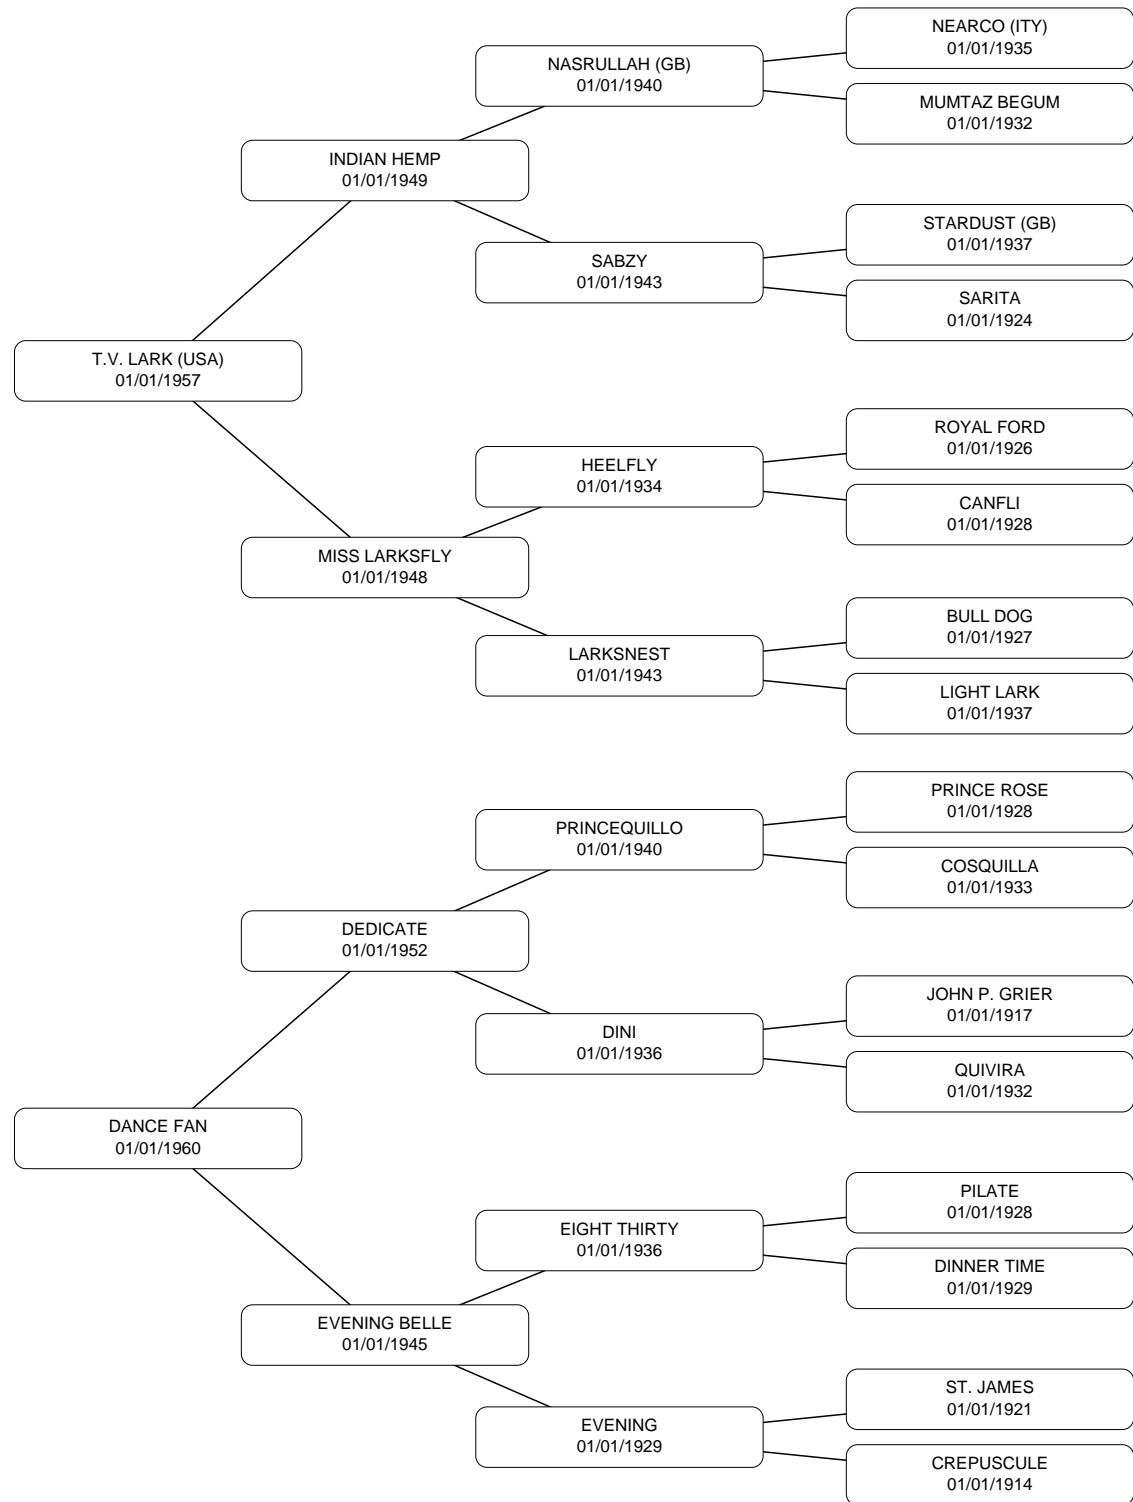 NEARCO (ITY)
01/01/1935
NASRULLAH (GB)
01/01/1940
MUMTAZ BEGUM
01/01/1932
INDIAN HEMP
01/01/1949
STARDUST (GB)
01/01/1937
SABZY
01/01/1943
SARITA
01/01/1924
T.V. LARK (USA)
01/01/1957
ROYAL FORD
01/01/1926
HEELFLY
01/01/1934
CANFLI
01/01/1928
MISS LARKSFLY
01/01/1948
BULL DOG
01/01/1927
LARKSNEST
01/01/1943
LIGHT LARK
01/01/1937
PRINCE ROSE
01/01/1928
PRINCEQUILLO
01/01/1940
COSQUILLA
01/01/1933
DEDICATE
01/01/1952
JOHN P. GRIER
01/01/1917
DINI
01/01/1936
QUIVIRA
01/01/1932
DANCE FAN
01/01/1960
PILATE
01/01/1928
EIGHT THIRTY
01/01/1936
DINNER TIME
01/01/1929
EVENING BELLE
01/01/1945
ST. JAMES
01/01/1921
EVENING
01/01/1929
CREPUSCULE
01/01/1914